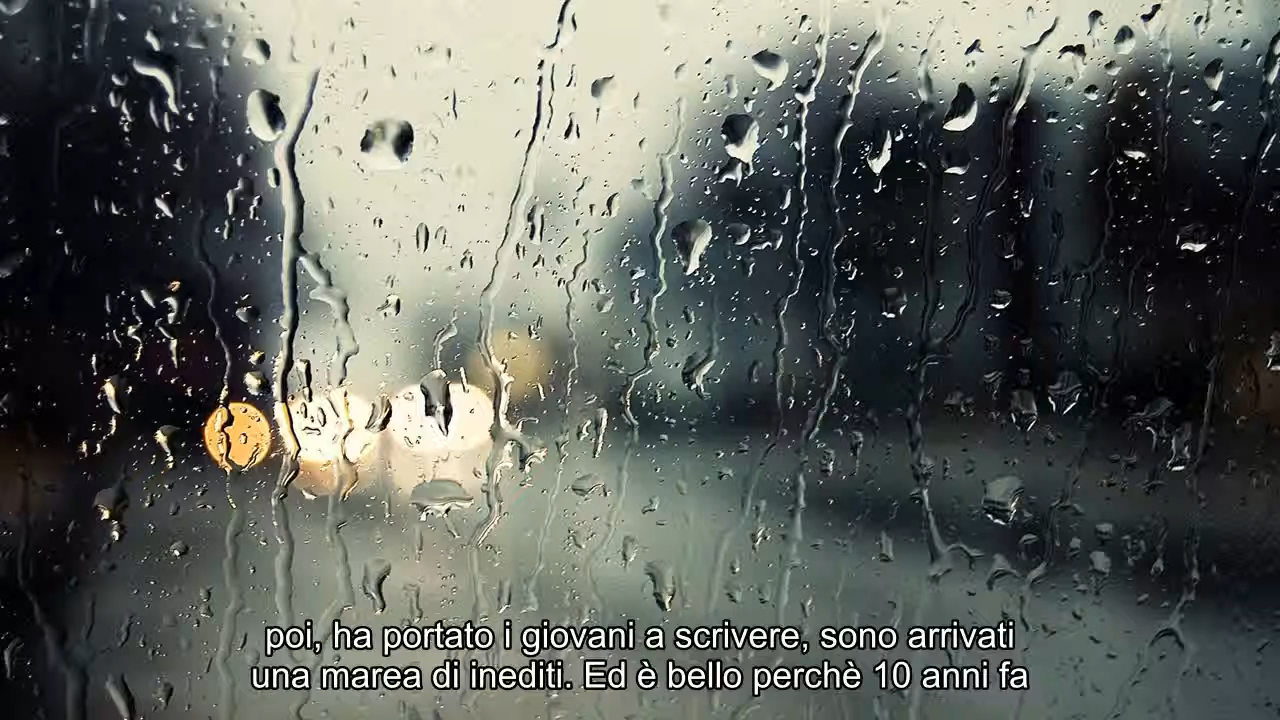 poi, ha portato i giovani a scrivere, sono arrivati
una marea di inediti. Ed è bello perchè 10 anni fa